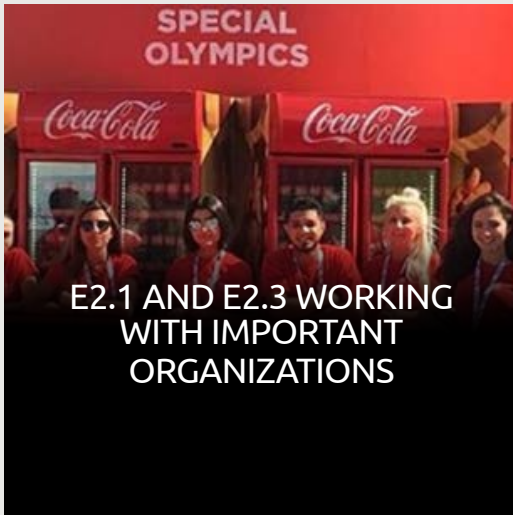 SPECIAL
OLYMPICS
Coca-Cola Coca-Cola
E2.1 AND E2.3 WORKING
WITH IMPORTANT
ORGANIZATIONS